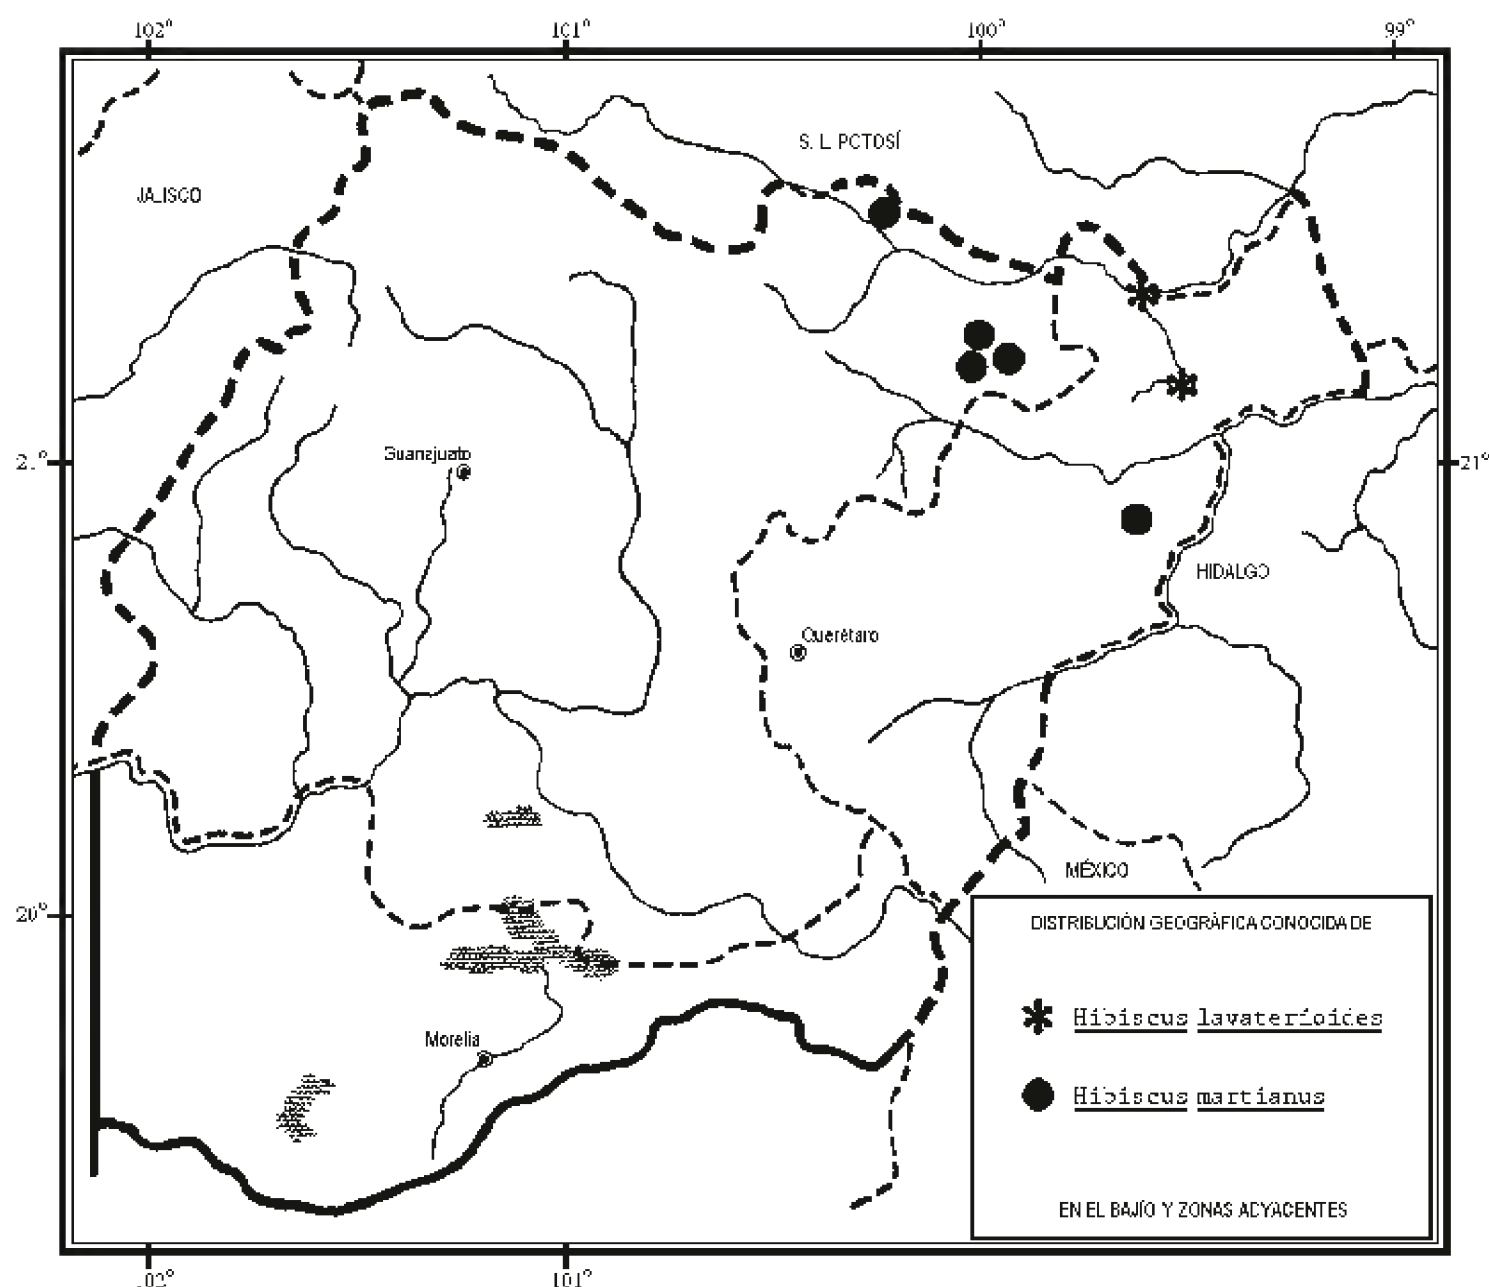 102° 101° 100° 99°
S. L. POTOSÍ
JALISCO
Guanajuato
21° 21°
HIDALGO
Querétaro
MÉXICO
20°
DISTRIBUCIÓN GEOGRÁFICA CONOCIDA DE
Hibiscus lavaterioides
Morelia
Hibiscus martianus
EN EL BAJÍO Y ZONAS ADYACENTES
102° 101°